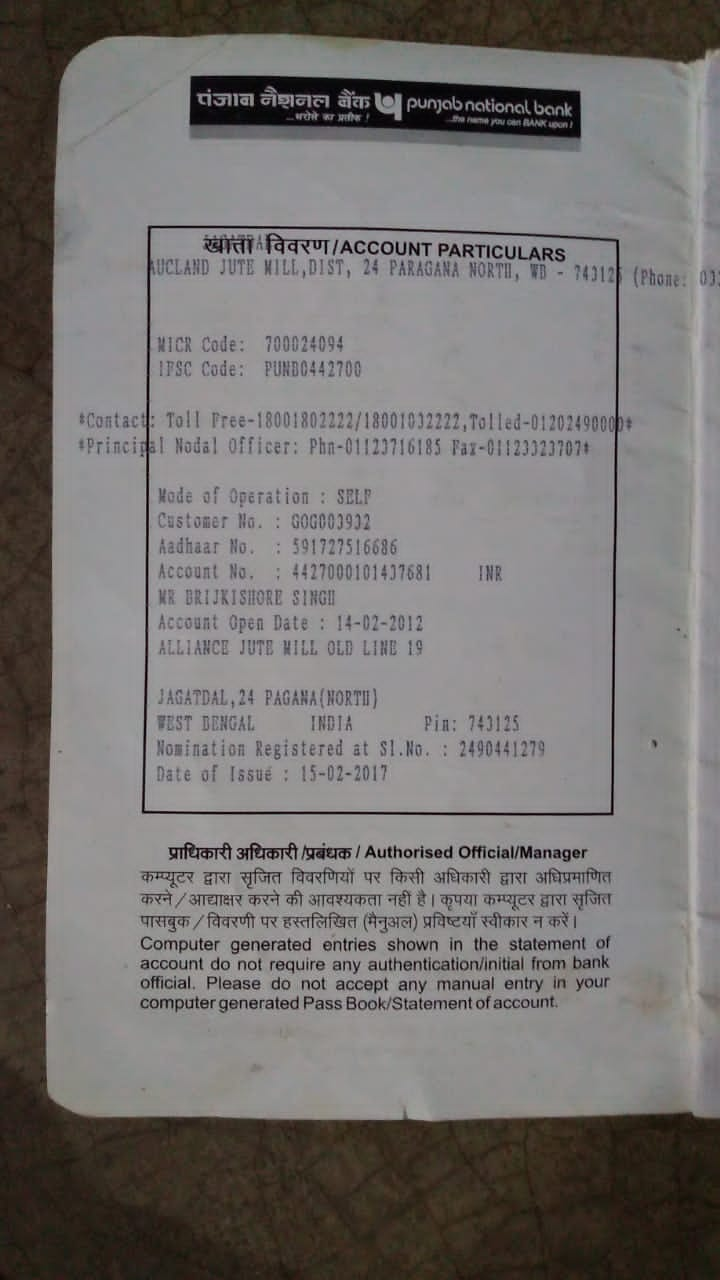 पंजाब नैशनल बैंक punjab national bank
...भरोसे का प्रतीक ! ...the name you can BANK upon !
खाता विवरण/ACCOUNT PARTICULARS
AUCLAND JUTE MILL,DIST, 24 PARAGANA NORTH, WB - 743125 (Phone: 033
MICR Code: 700024094
IFSC Code: PUNB0442700
*Contact: Toll Free-18001802222/18001032222,Tolled-01202490000*
*Principal Nodal Officer: Phn-01123716185 Fax-01123323707*
Mode of Operation : SELF
Customer No. : GOG003932
Aadhaar No. : 591727516686
Account No. : 4427000101437681 INR
MR BRIJKISHORE SINGH
Account Open Date : 14-02-2012
ALLIANCE JUTE MILL OLD LINE 19
JAGATDAL,24 PAGANA(NORTH)
WEST BENGAL INDIA Pin: 743125
Nomination Registered at Sl.No. : 2490441279
Date of Issue : 15-02-2017
प्राधिकारी अधिकारी/प्रबंधक / Authorised Official/Manager
कम्प्यूटर द्वारा सृजित विवरणियों पर किसी अधिकारी द्वारा अधिप्रमाणित
करने / आद्याक्षर करने की आवश्यकता नहीं है। कृपया कम्प्यूटर द्वारा सृजित
पासबुक / विवरणी पर हस्तलिखित (मैनुअल) प्रविष्टयाँ स्वीकार न करें।
Computer generated entries shown in the statement of
account do not require any authentication/initial from bank
official. Please do not accept any manual entry in your
computer generated Pass Book/Statement of account.